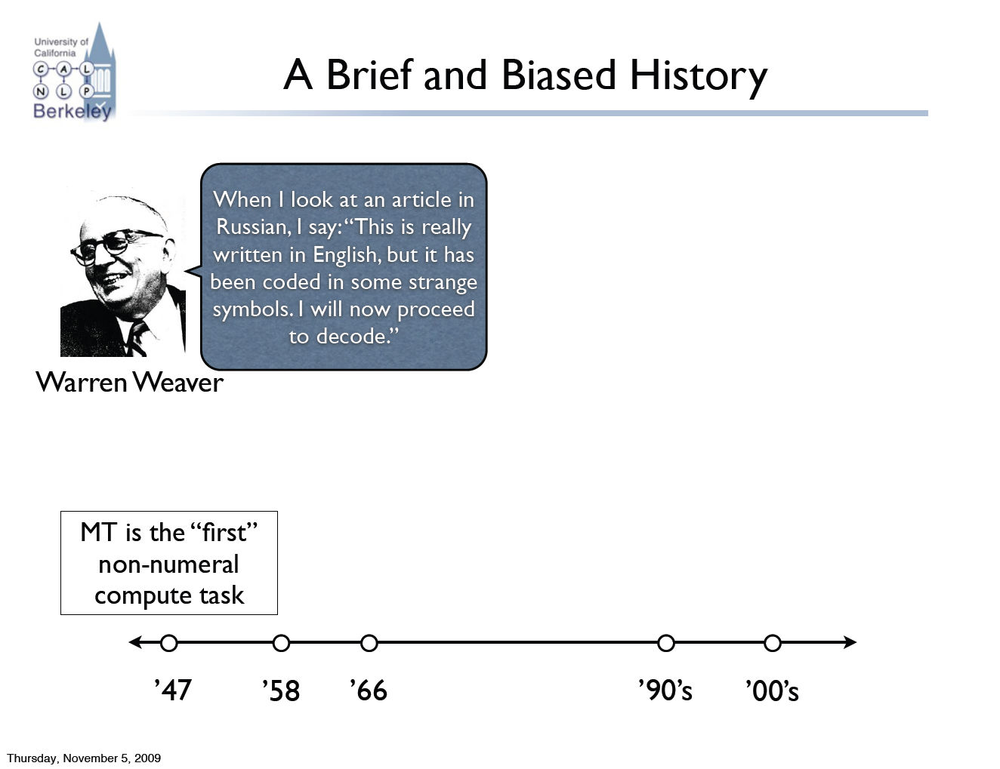 University of
California
C A L
N L P
Berkeley
A Brief and Biased History
When I look at an article in
Russian, I say: “This is really
written in English, but it has
been coded in some strange
symbols. I will now proceed
to decode.”
Warren Weaver
MT is the “first”
non-numeral
compute task
’47 ’58 ’66 ’90’s ’00’s
Thursday, November 5, 2009